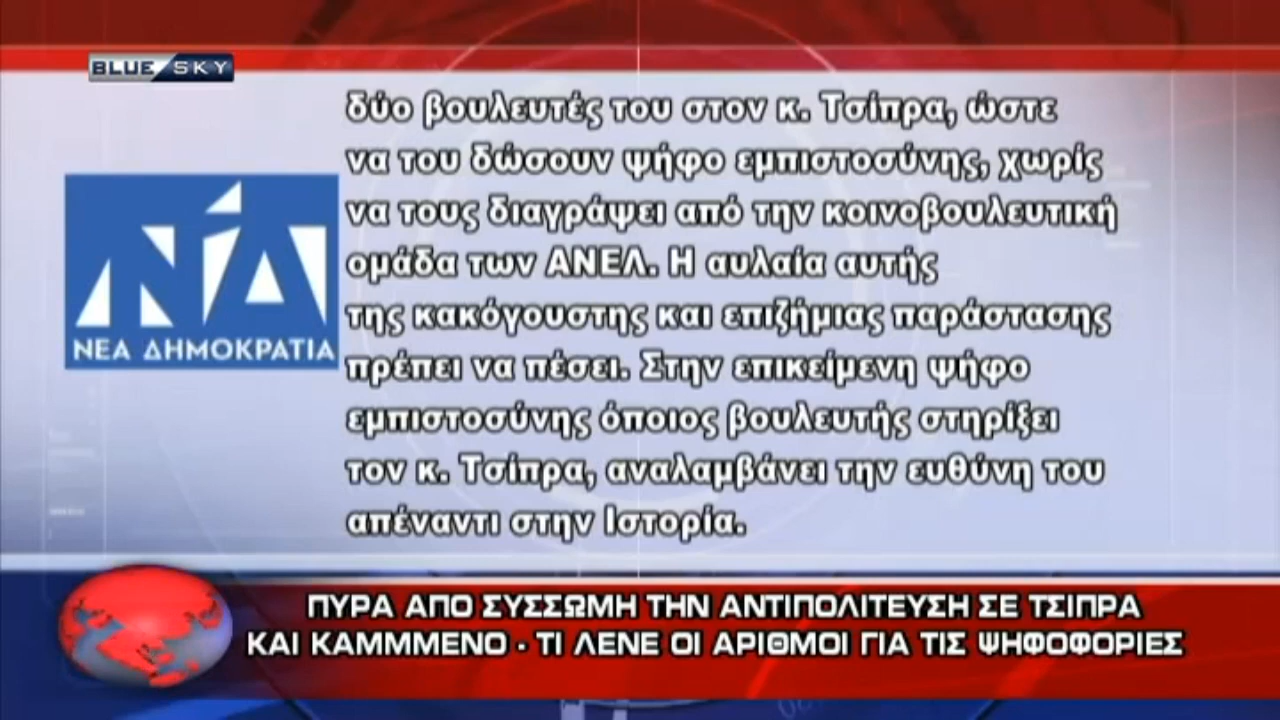 BLUE SKY
δύο βουλευτές του στον κ. Τσίπρα, ώστε
να του δώσουν ψήφο εμπιστοσύνης, χωρίς
να τους διαγράψει από την κοινοβουλευτική
ομάδα των ΑΝΕΛ. Η αυλαία αυτής
της κακόγουστης και επιζήμιας παράστασης
πρέπει να πέσει. Στην επικείμενη ψήφο
εμπιστοσύνης όποιος βουλευτής στηρίξει
τον κ. Τσίπρα, αναλαμβάνει την ευθύνη του
απέναντι στην Ιστορία.
ΝΔ
ΝΕΑ ΔΗΜΟΚΡΑΤΙΑ
ΠΥΡΑ ΑΠΟ ΣΥΣΣΩΜΗ ΤΗΝ ΑΝΤΙΠΟΛΙΤΕΥΣΗ ΣΕ ΤΣΙΠΡΑ
ΚΑΙ ΚΑΜΜΜΕΝΟ - ΤΙ ΛΕΝΕ ΟΙ ΑΡΙΘΜΟΙ ΓΙΑ ΤΙΣ ΨΗΦΟΦΟΡΙΕΣ